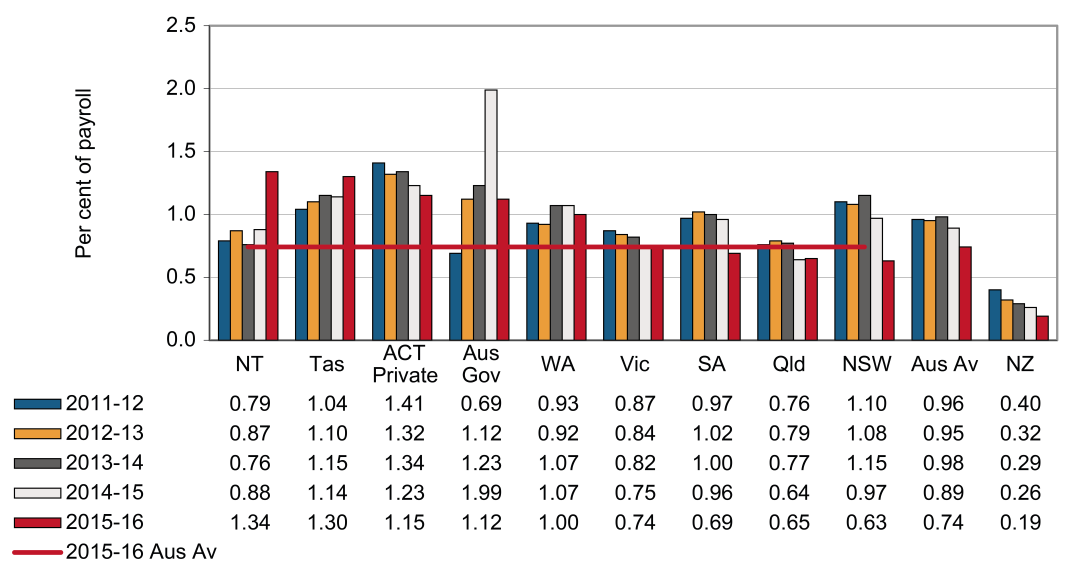 2.5
2.0
1.5
1.0
0.5
0.0
Per cent of payroll
NT Tas ACT Private Aus Gov WA Vic SA Qld NSW Aus Av NZ
2011-12 0.79 1.04 1.41 0.69 0.93 0.87 0.97 0.76 1.10 0.96 0.40
2012-13 0.87 1.10 1.32 1.12 0.92 0.84 1.02 0.79 1.08 0.95 0.32
2013-14 0.76 1.15 1.34 1.23 1.07 0.82 1.00 0.77 1.15 0.98 0.29
2014-15 0.88 1.14 1.23 1.99 1.07 0.75 0.96 0.64 0.97 0.89 0.26
2015-16 1.34 1.30 1.15 1.12 1.00 0.74 0.69 0.65 0.63 0.74 0.19
2015-16 Aus Av